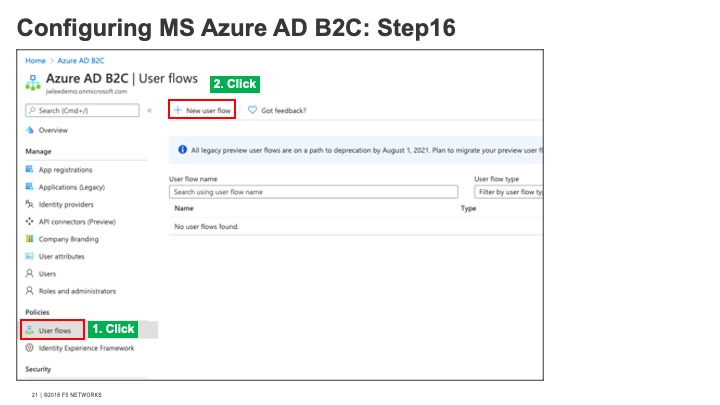 Configuring MS Azure AD B2C: Step16
Home > Azure AD B2C
Azure AD B2C | User flows
jwleedemo.onmicrosoft.com
2. Click
Search (Cmd+/)
«
+ New user flow
Got feedback?
Overview
Manage
App registrations
Applications (Legacy)
Identity providers
API connectors (Preview)
Company Branding
User attributes
Users
Roles and administrators
Policies
User flows
1. Click
Identity Experience Framework
Security
All legacy preview user flows are on a path to deprecation by August 1, 2021. Plan to migrate your preview user fl
User flow name
User flow type
Search using user flow name
Filter by user flow ty
Name
Type
No user flows found.
21 | ©2018 F5 NETWORKS